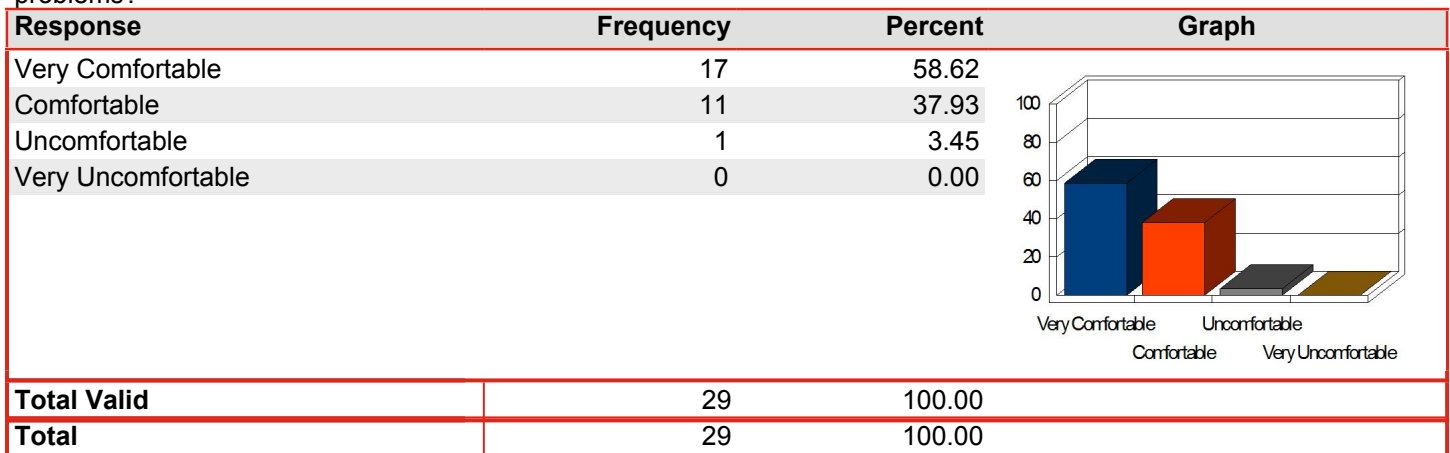 problems?
Response Frequency Percent Graph
Very Comfortable 17 58.62
Comfortable 11 37.93
Uncomfortable 1 3.45
Very Uncomfortable 0 0.00
100
80
60
40
20
0
Very Comfortable Uncomfortable
Comfortable Very Uncomfortable
Total Valid 29 100.00
Total 29 100.00